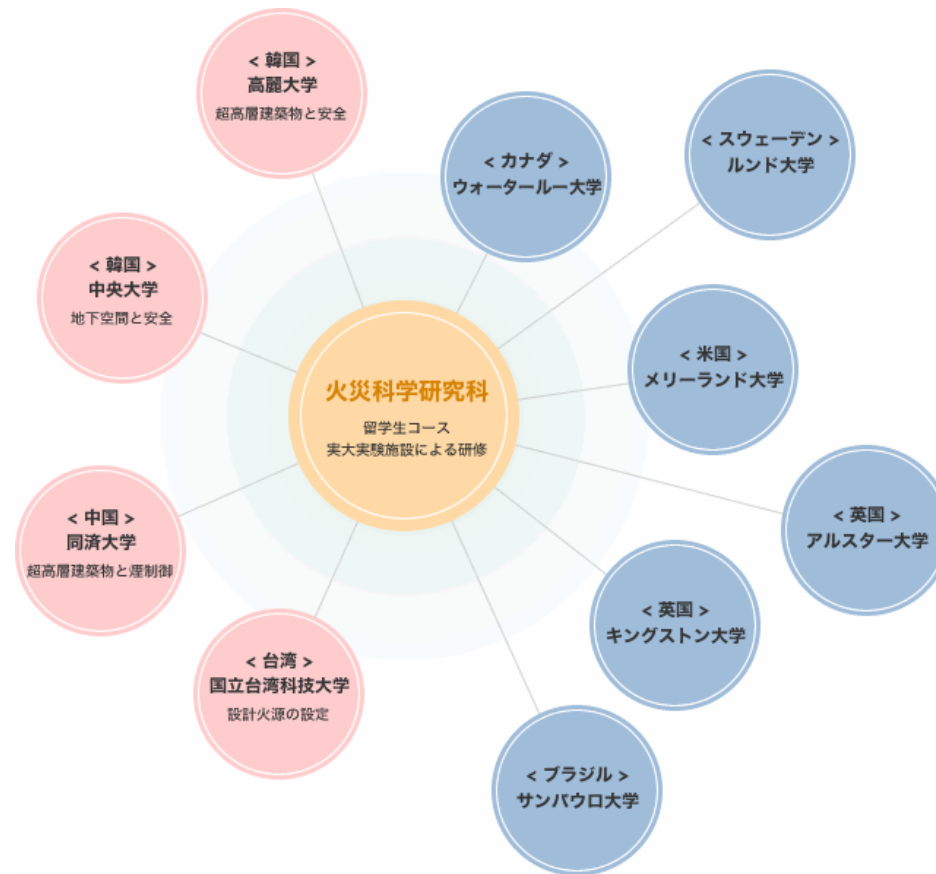 < 韓国 >
高麗大学
超高層建築物と安全
< カナダ >
ウォータールー大学
< スウェーデン >
ルンド大学
< 韓国 >
中央大学
地下空間と安全
< 米国 >
メリーランド大学
火災科学研究科
留学生コース
実大実験施設による研修
< 中国 >
同済大学
超高層建築物と煙制御
< 英国 >
アルスター大学
< 英国 >
キングストン大学
< 台湾 >
国立台湾科技大学
設計火源の設定
< ブラジル >
サンパウロ大学